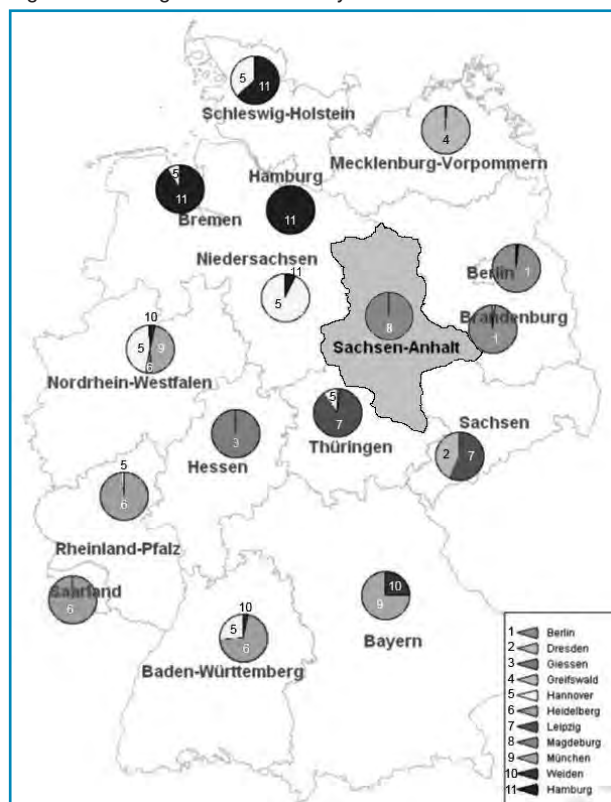 5
11
Schleswig-Holstein
4
Mecklenburg-Vorpommern
5
11
Bremen
Hamburg
11
Niedersachsen
11
5
Berlin
1
Brandenburg
1
8
Sachsen-Anhalt
10
5
9
6
Nordrhein-Westfalen
5
7
Thüringen
Sachsen
2
7
3
Hessen
5
6
Rheinland-Pfalz
Saarland
6
10
5
6
Baden-Württemberg
10
9
Bayern
1 Berlin
2 Dresden
3 Giessen
4 Greifswald
5 Hannover
6 Heidelberg
7 Leipzig
8 Magdeburg
9 München
10 Weiden
11 Hamburg